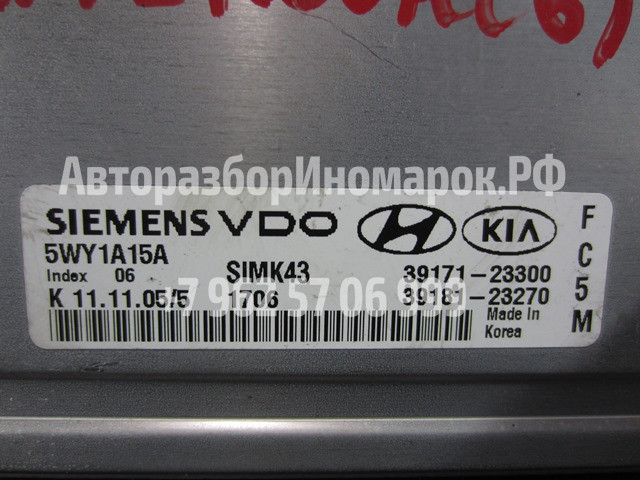 АвторазборИномарок.РФ
SIEMENS VDO KIA
5WY1A15A
Index 06 SIMK43 39171-23300
K 11.11.05/5 1706 39181-23270
Made In
Korea
FC5M